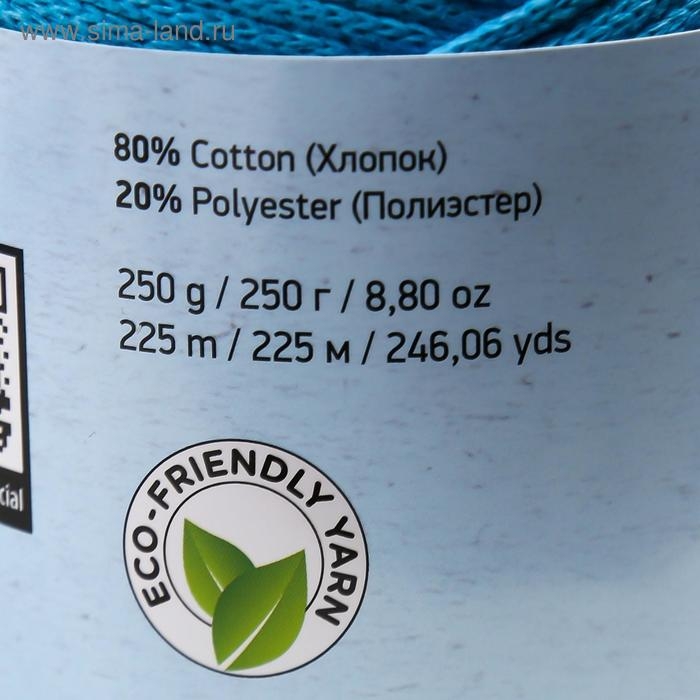 www.sima-land.ru
80% Cotton (Хлопок)
20% Polyester (Полиэстер)
250 g / 250 г / 8,80 oz
225 m / 225 м / 246,06 yds
ECO-FRIENDLY YARN